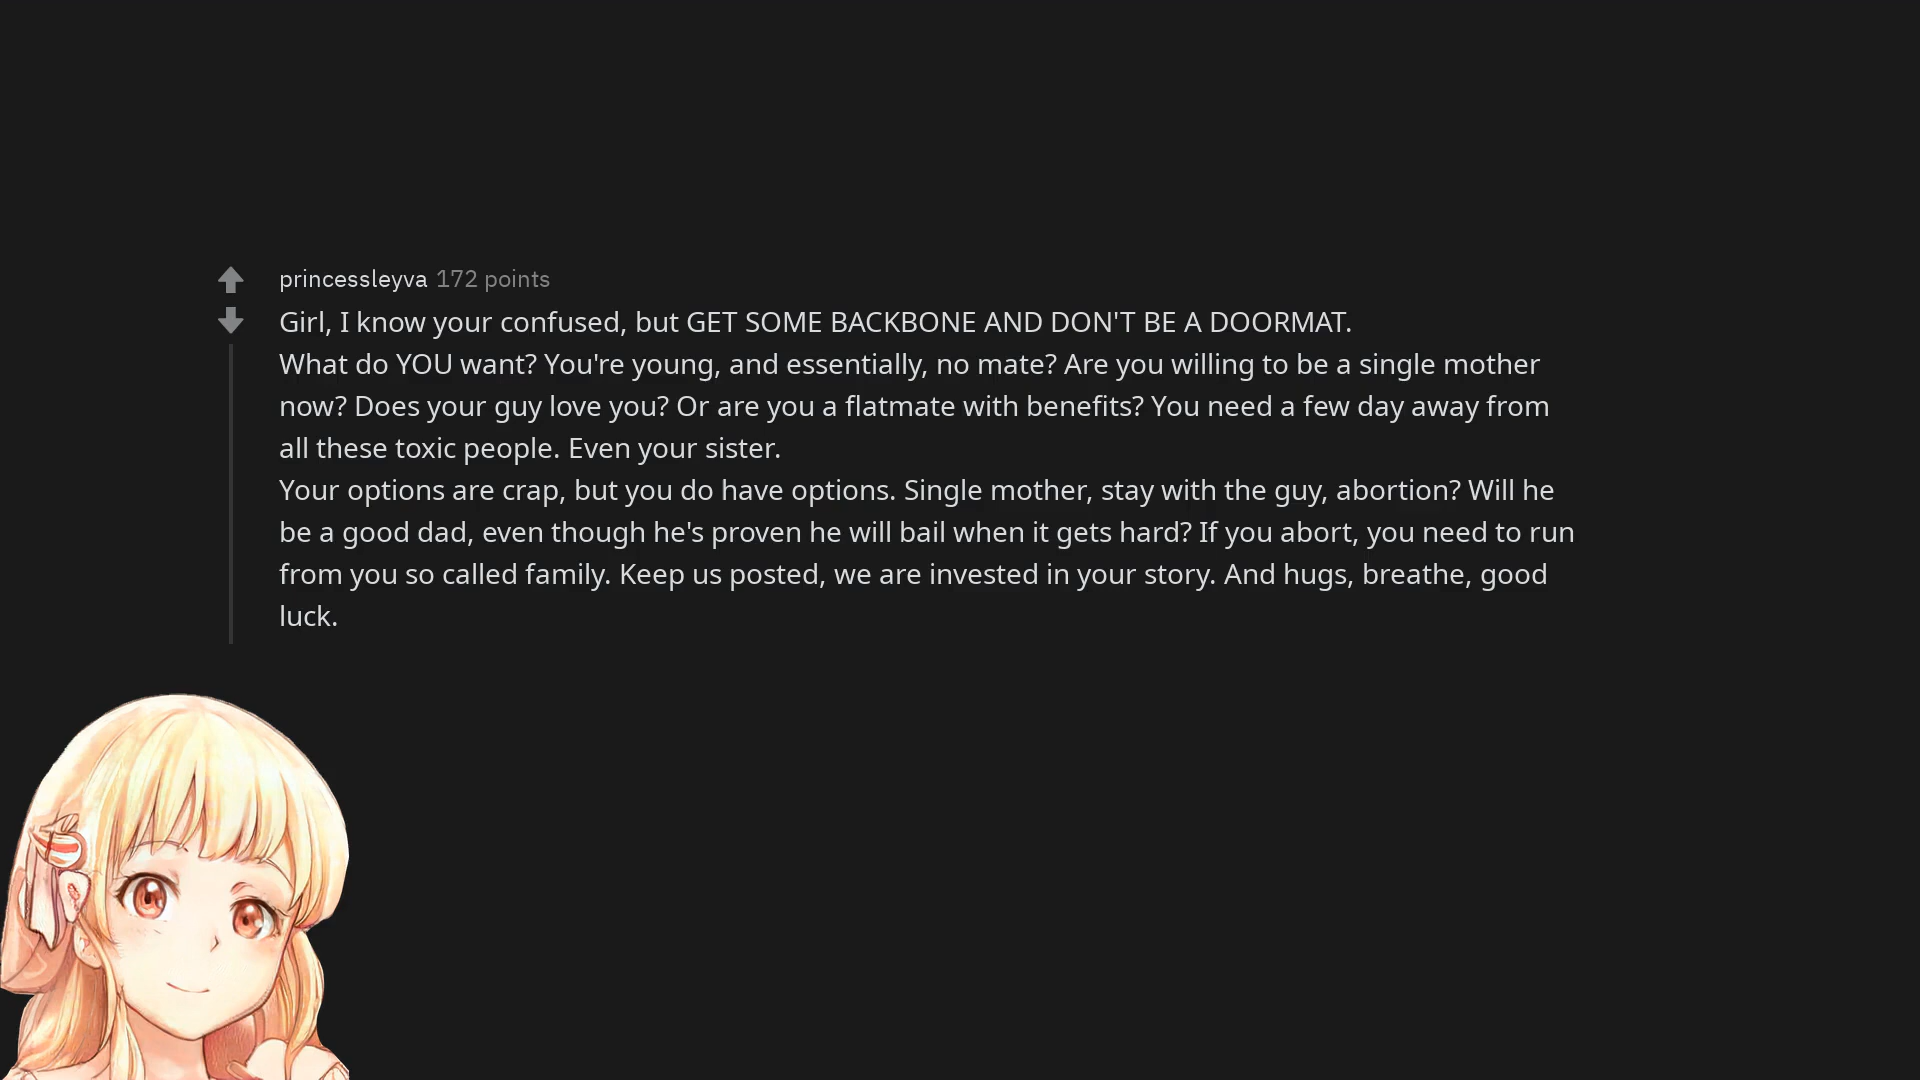 princessleyva 172 points
Girl, I know your confused, but GET SOME BACKBONE AND DON'T BE A DOORMAT.
What do YOU want? You're young, and essentially, no mate? Are you willing to be a single mother
now? Does your guy love you? Or are you a flatmate with benefits? You need a few day away from
all these toxic people. Even your sister.
Your options are crap, but you do have options. Single mother, stay with the guy, abortion? Will he
be a good dad, even though he's proven he will bail when it gets hard? If you abort, you need to run
from you so called family. Keep us posted, we are invested in your story. And hugs, breathe, good
luck.